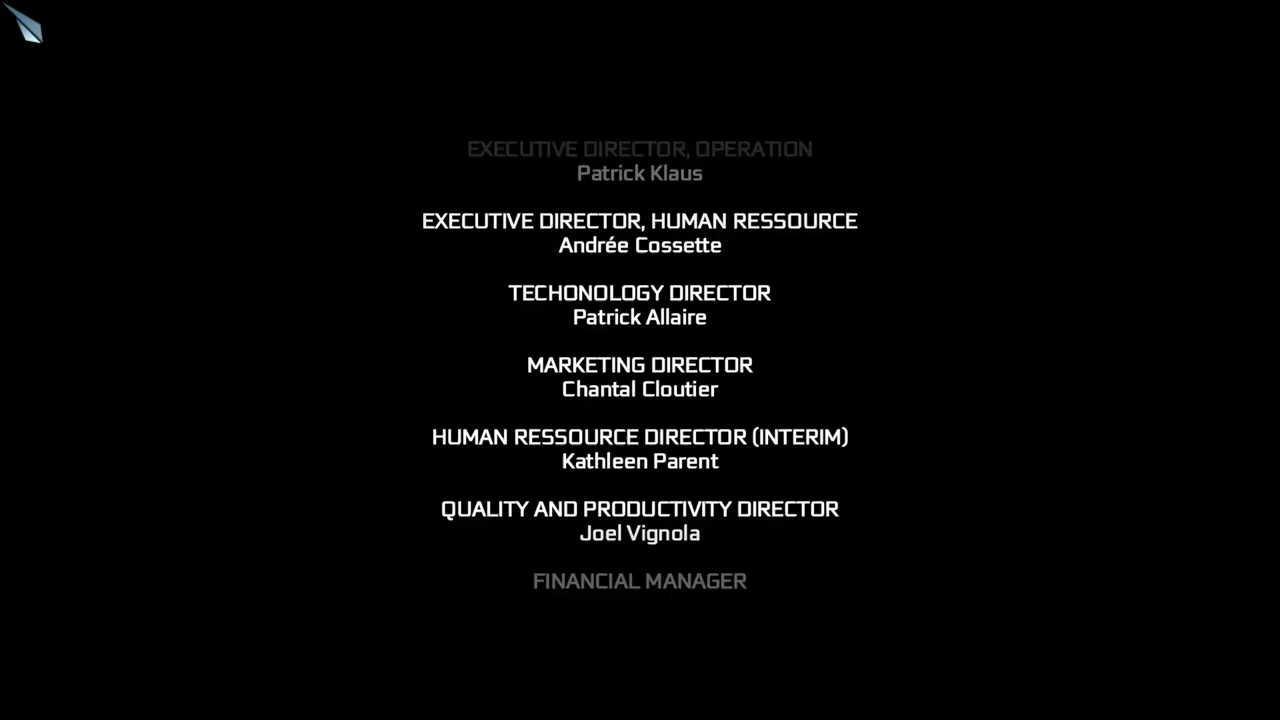 EXECUTIVE DIRECTOR, OPERATION
Patrick Klaus
EXECUTIVE DIRECTOR, HUMAN RESSOURCE
Andrée Cossette
TECHONOLOGY DIRECTOR
Patrick Allaire
MARKETING DIRECTOR
Chantal Cloutier
HUMAN RESSOURCE DIRECTOR (INTERIM)
Kathleen Parent
QUALITY AND PRODUCTIVITY DIRECTOR
Joel Vignola
FINANCIAL MANAGER